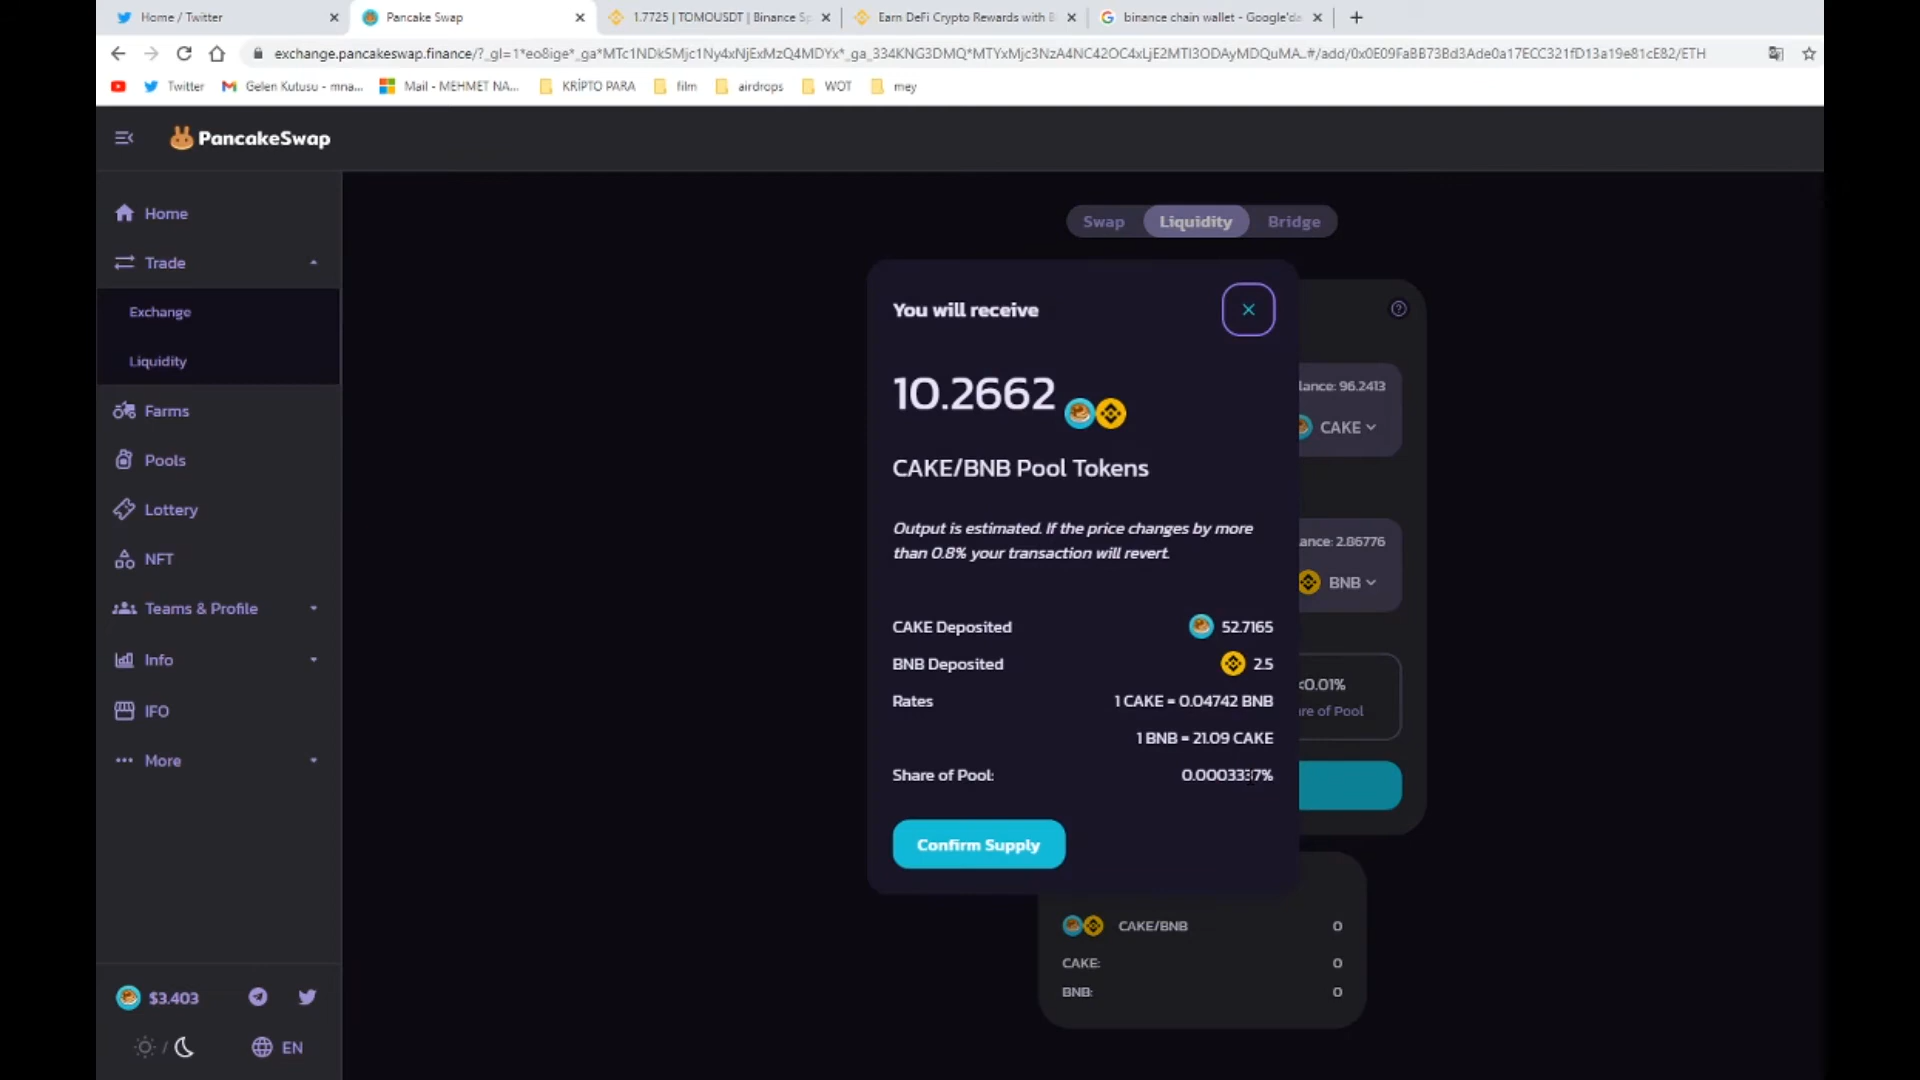 Home / Twitter
Pancake Swap
1.7725 | TOMOUSDT | Binance Sp
Earn DeFi Crypto Rewards with B
binance chain wallet - Google'da
YouTube
Twitter
Gelen Kutusu - mna...
Mail - MEHMET NA...
KRİPTO PARA
film
airdrops
WOT
mey
PancakeSwap
Home
Trade
Exchange
Liquidity
Farms
Pools
Lottery
NFT
Teams & Profile
Info
IFO
More
$3.403
/
EN
Swap
Liquidity
Bridge
You will receive
10.2662
CAKE/BNB Pool Tokens
Output is estimated. If the price changes by more
than 0.8% your transaction will revert.
CAKE Deposited 52.7165
BNB Deposited 2.5
Rates 1 CAKE = 0.04742 BNB
1 BNB = 21.09 CAKE
Share of Pool: 0.0003337%
Confirm Supply
lance: 96.2413
CAKE
ance: 2.86776
BNB
<0.01%
re of Pool
CAKE/BNB 0
CAKE: 0
BNB: 0